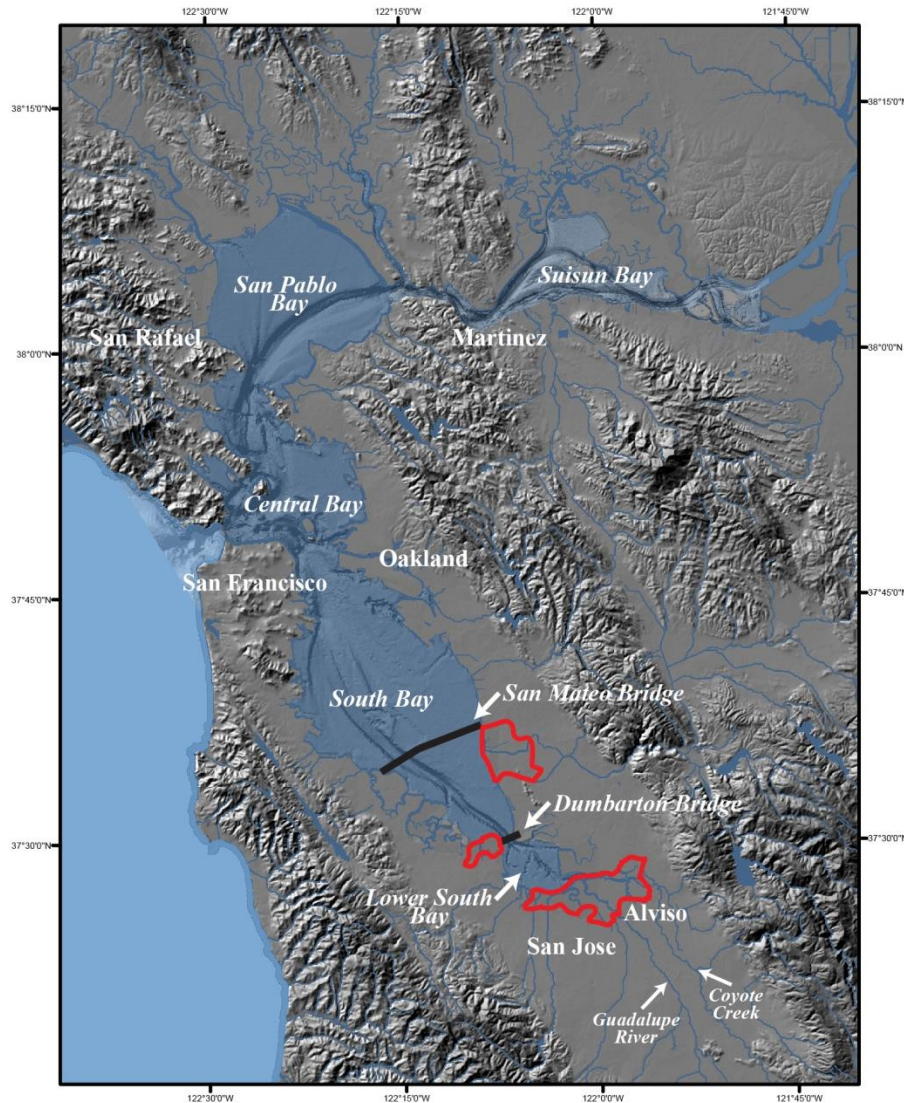 122°30'0"W
122°15'0"W
122°0'0"W
121°45'0"W
38°15'0"N
38°15'0"N
San Pablo
Bay
Suisun Bay
San Rafael
Martinez
38°0'0"N
38°0'0"N
Central Bay
Oakland
San Francisco
37°45'0"N
37°45'0"N
South Bay
San Mateo Bridge
Dumbarton Bridge
37°30'0"N
37°30'0"N
Lower South
Bay
Alviso
San Jose
Coyote
Creek
Guadalupe
River
122°30'0"W
122°15'0"W
122°0'0"W
121°45'0"W